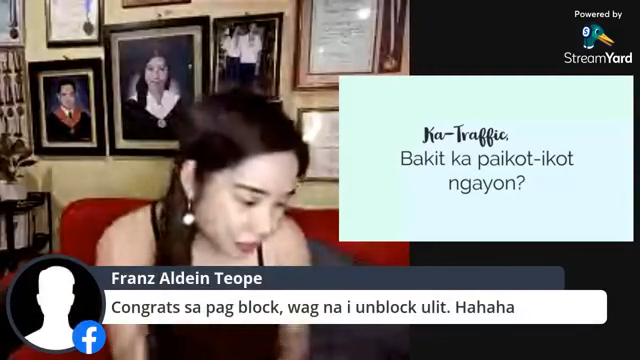 Powered by
StreamYard
Ka-Traffic,
Bakit ka paikot-ikot
ngayon?
Franz Aldein Teope
Congrats sa pag block, wag na i unblock ulit. Hahaha